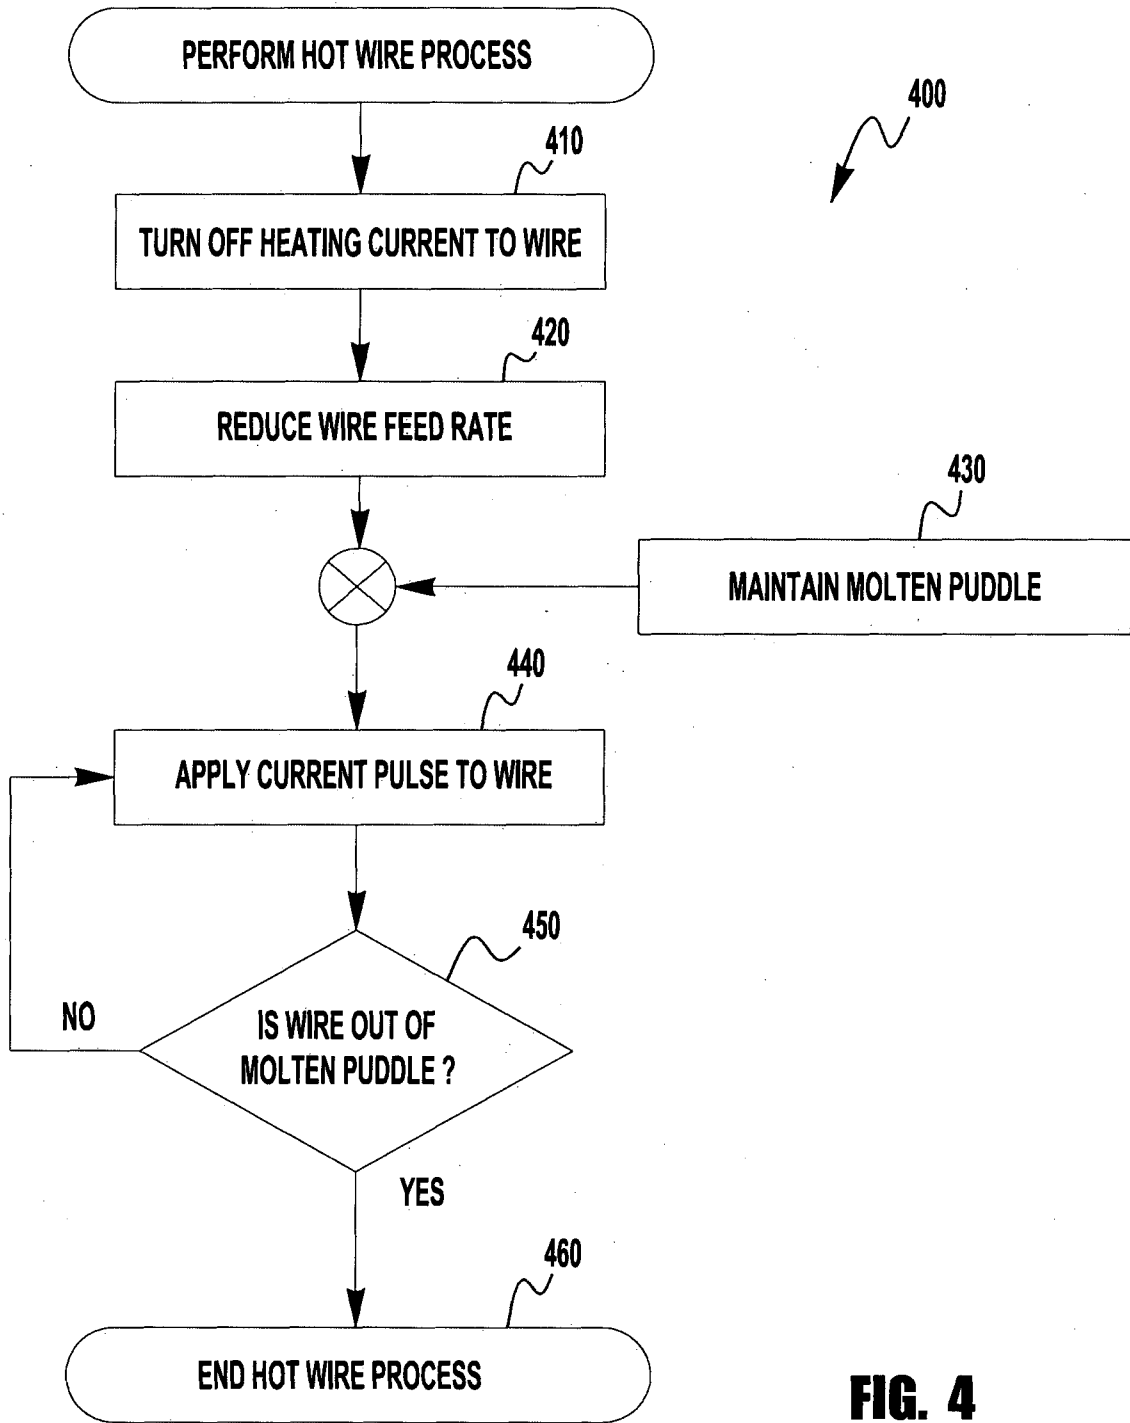 PERFORM HOT WIRE PROCESS
400
410
TURN OFF HEATING CURRENT TO WIRE
420
REDUCE WIRE FEED RATE
430
MAINTAIN MOLTEN PUDDLE
440
APPLY CURRENT PULSE TO WIRE
450
IS WIRE OUT OF
MOLTEN PUDDLE ?
NO
YES
460
END HOT WIRE PROCESS
FIG. 4